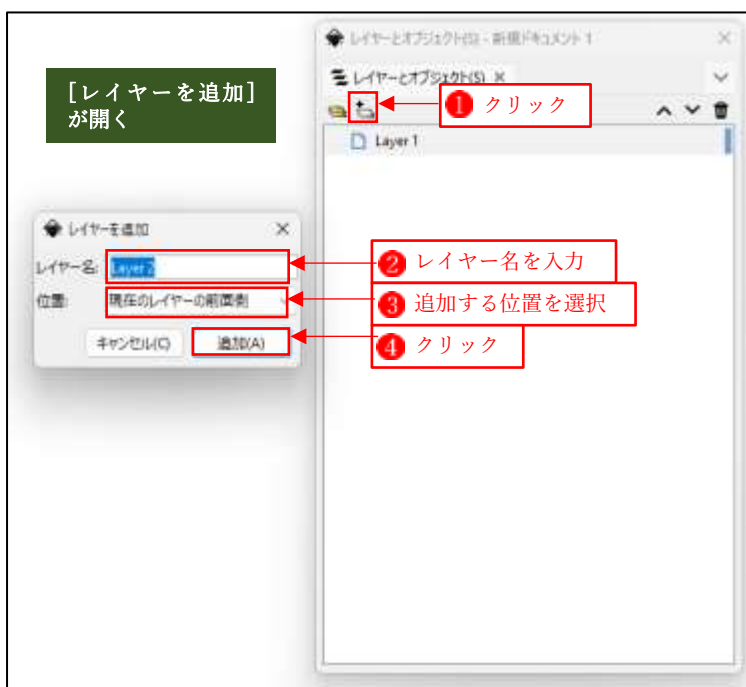 レイヤーとオブジェクト(S) - 新規ドキュメント 1
レイヤーとオブジェクト(S)
[レイヤーを追加]
が開く
❶ クリック
Layer 1
レイヤーを追加
レイヤー名: Layer 2
❷ レイヤー名を入力
位置: 現在のレイヤーの前面側
❸ 追加する位置を選択
キャンセル(C) 追加(A)
❹ クリック